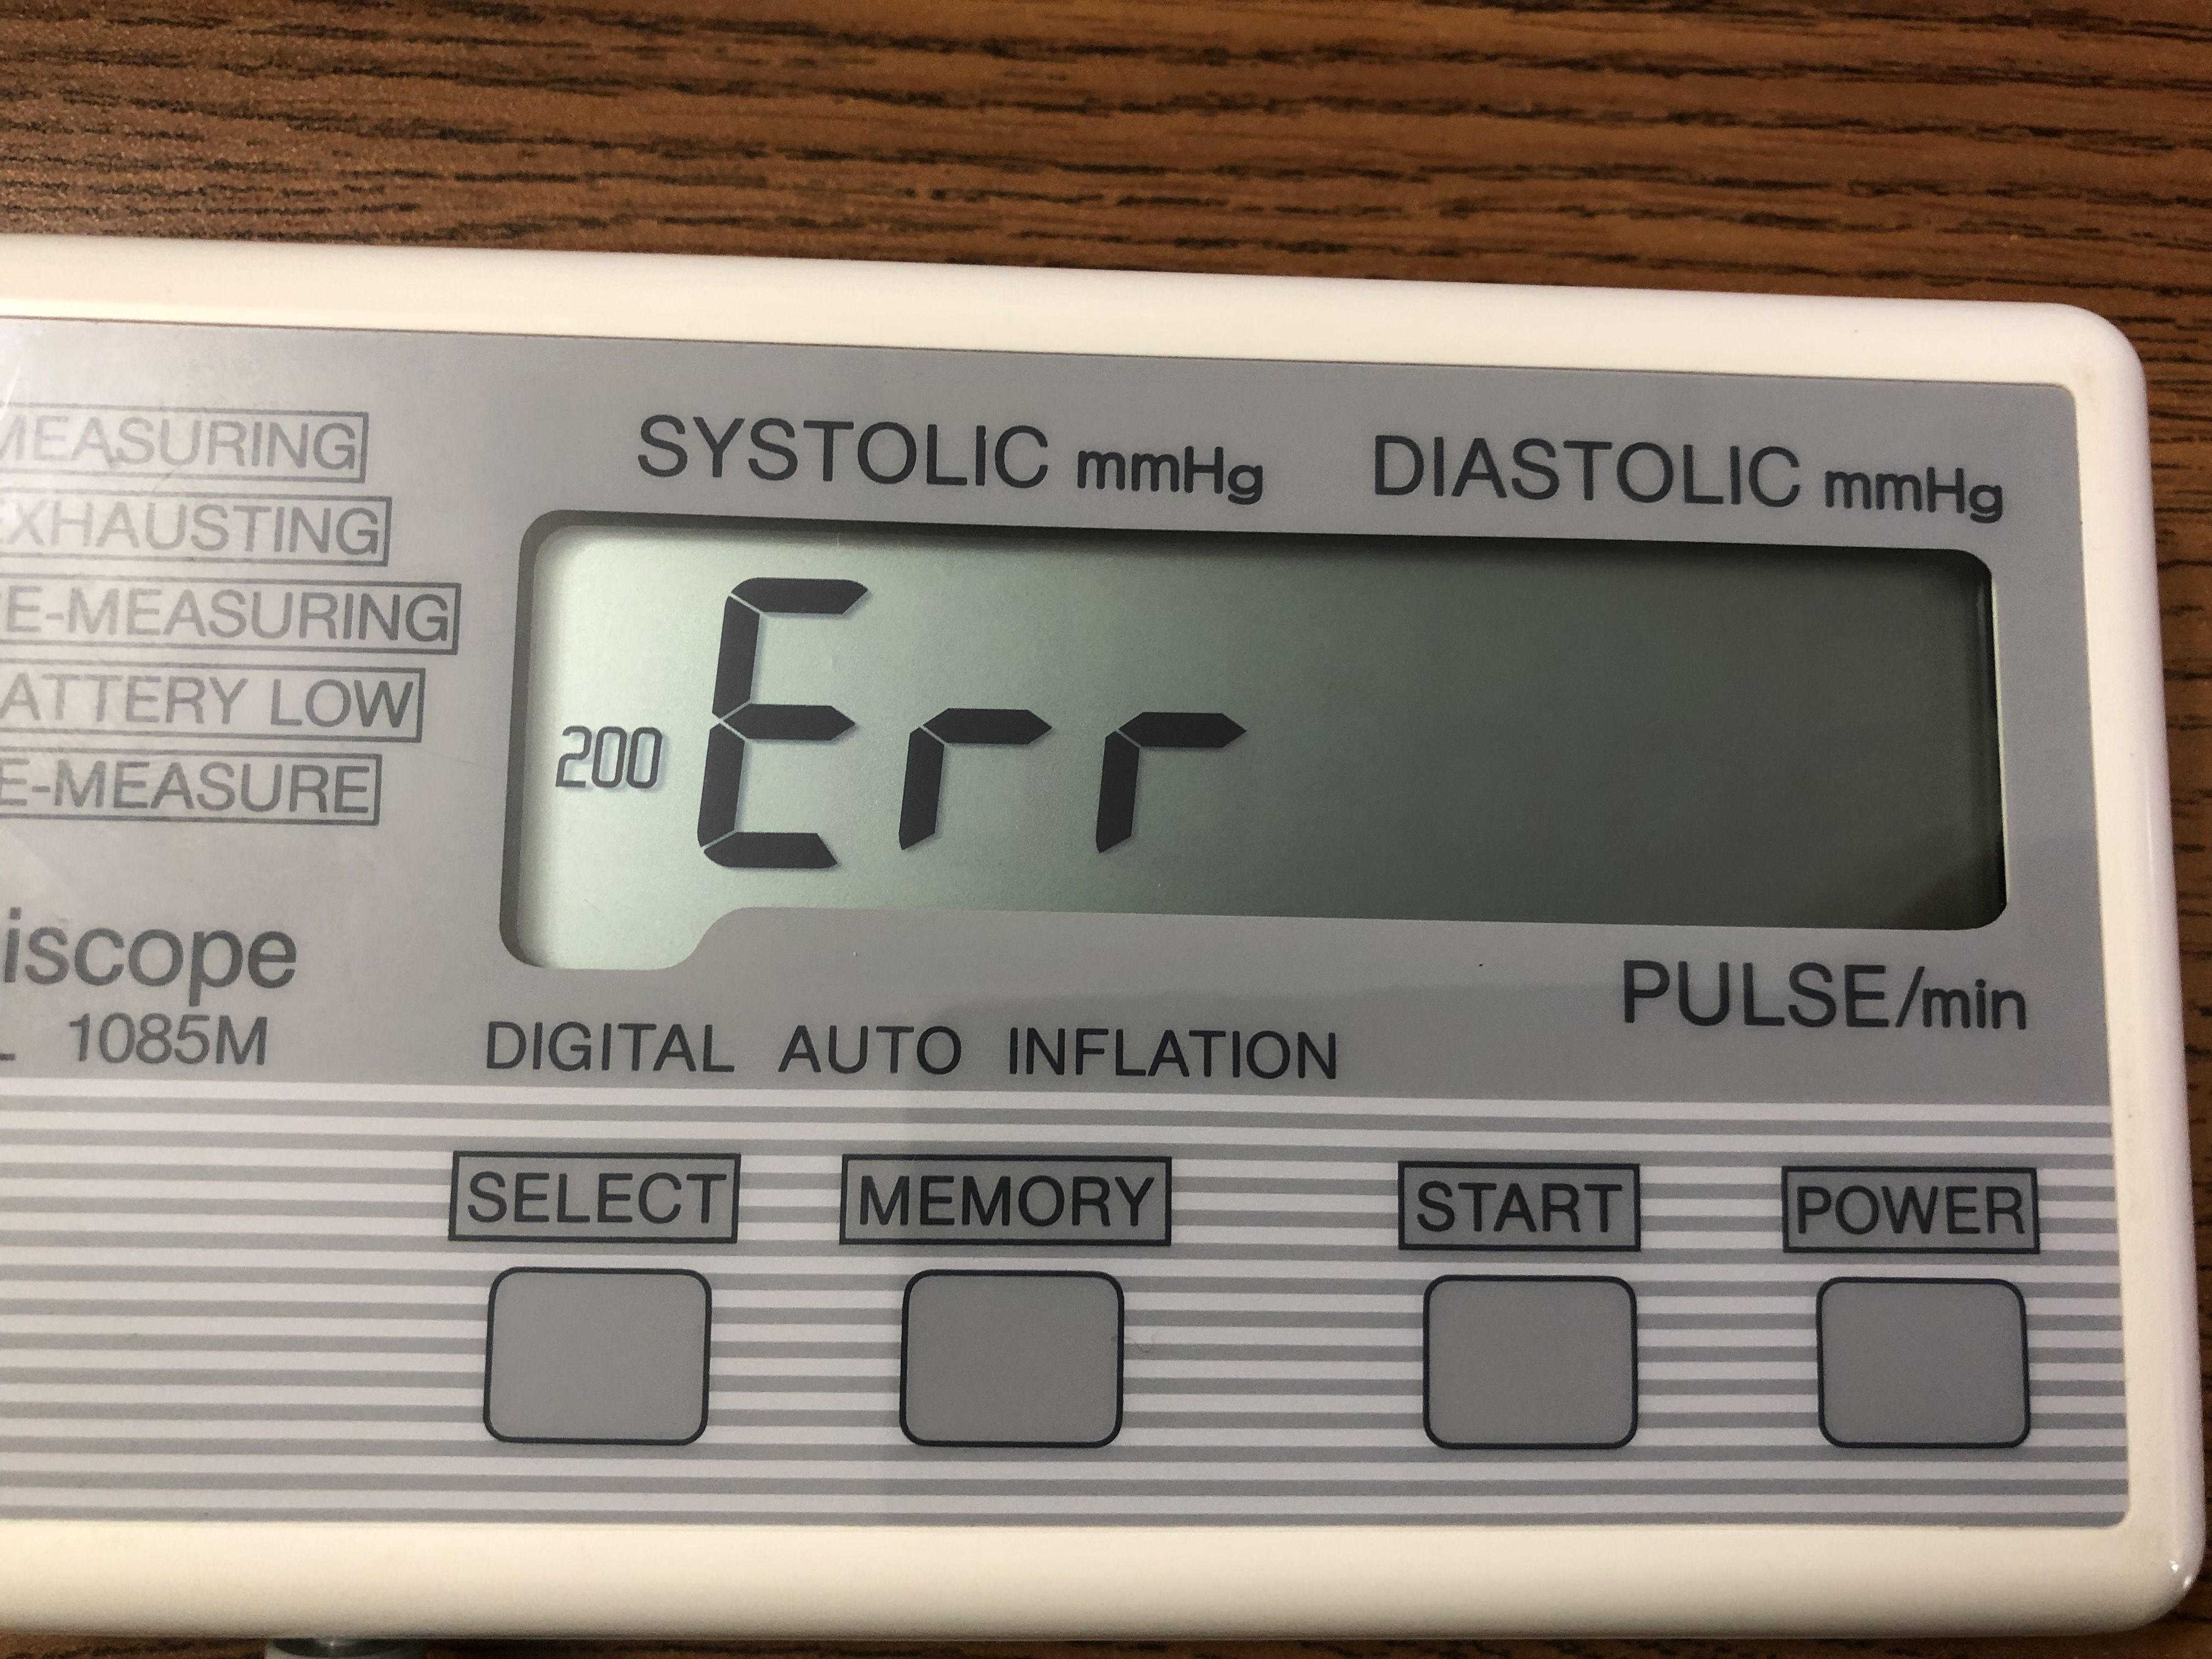 SYSTOLIC mmHg DIASTOLIC mmHg
MEASURING
XHAUSTING
E-MEASURING
ATTERY LOW
E-MEASURE
200 Err
iscope
1085M
PULSE/min
DIGITAL AUTO INFLATION
SELECT MEMORY START POWER